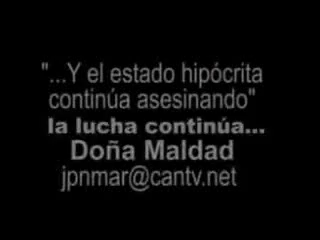 "...Y el estado hipócrita
continúa asesinando"
la lucha continúa...
Doña Maldad
jpnmar@cantv.net